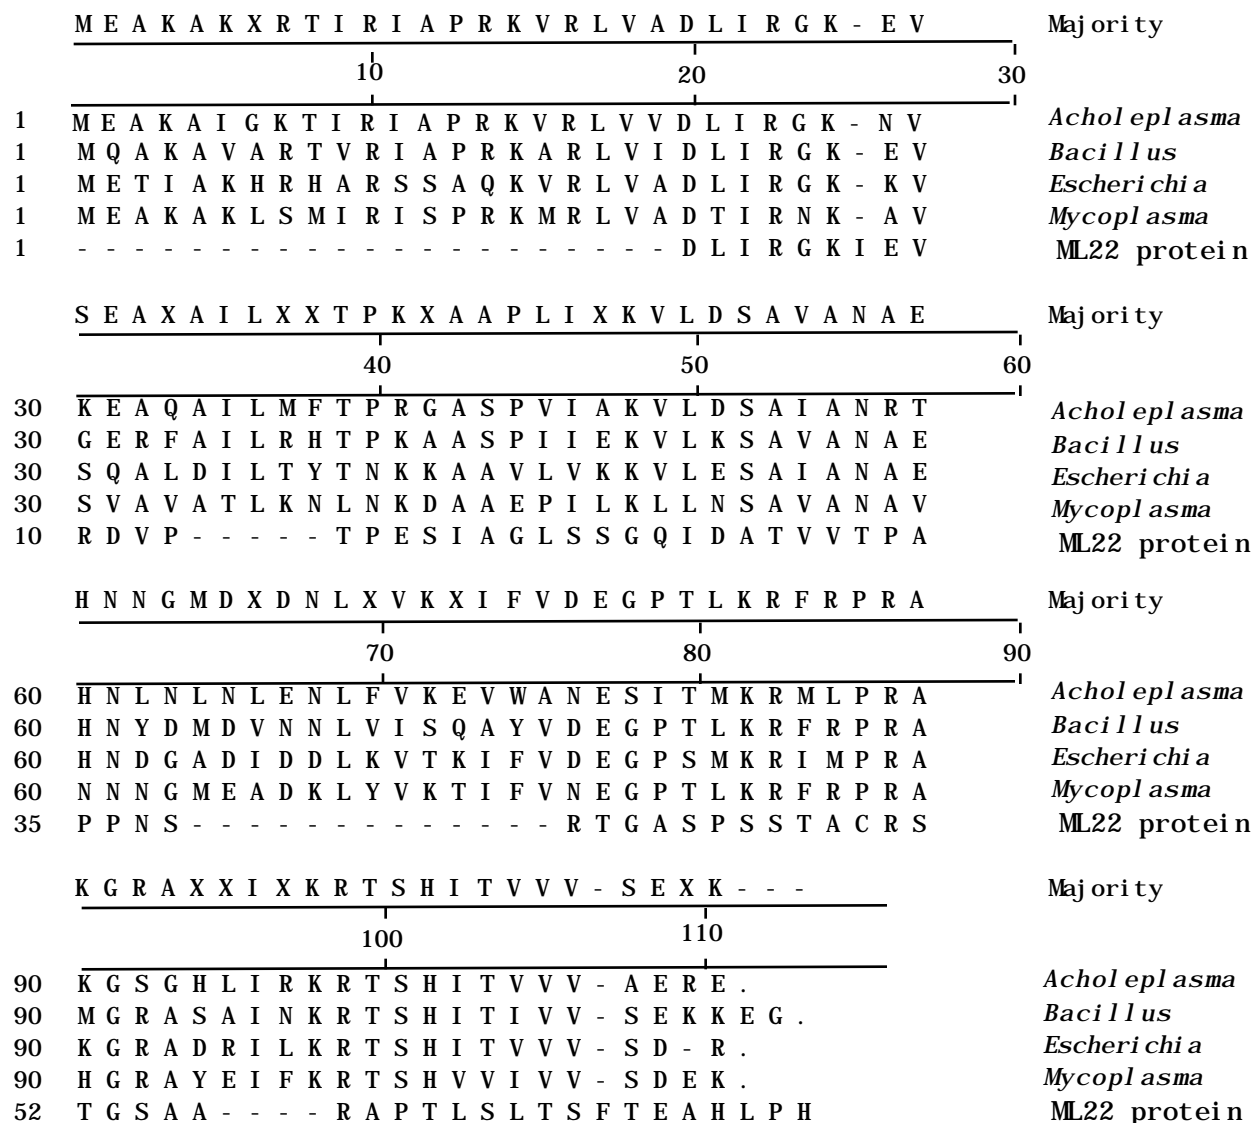 M E A K A K X R T I R I A P R K V R L V A D L I R G K - E V Majority
10 20 30
1 M E A K A I G K T I R I A P R K V R L V V D L I R G K - N V Acholeplasma
1 M Q A K A V A R T V R I A P R K A R L V I D L I R G K - E V Bacillus
1 M E T I A K H R H A R S S A Q K V R L V A D L I R G K - K V Escherichia
1 M E A K A K L S M I R I S P R K M R L V A D T I R N K - A V Mycoplasma
1 - - - - - - - - - - - - - - - - - - - D L I R G K I E V ML22 protein
S E A X A I L X X T P K X A A P L I X K V L D S A V A N A E Majority
40 50 60
30 K E A Q A I L M F T P R G A S P V I A K V L D S A I A N R T Acholeplasma
30 G E R F A I L R H T P K A A S P I I E K V L K S A V A N A E Bacillus
30 S Q A L D I L T Y T N K K A A V L V K K V L E S A I A N A E Escherichia
30 S V A V A T L K N L N K D A A E P I L K L L N S A V A N A V Mycoplasma
10 R D V P - - - - - T P E S I A G L S S G Q I D A T V V T P A ML22 protein
H N N G M D X D N L X V K X I F V D E G P T L K R F R P R A Majority
70 80 90
60 H N L N L N L E N L F V K E V W A N E S I T M K R M L P R A Acholeplasma
60 H N Y D M D V N N L V I S Q A Y V D E G P T L K R F R P R A Bacillus
60 H N D G A D I D D L K V T K I F V D E G P S M K R I M P R A Escherichia
60 N N N G M E A D K L Y V K T I F V N E G P T L K R F R P R A Mycoplasma
35 P P N S - - - - - - - - - - - - - R T G A S P S S T A C R S ML22 protein
K G R A X X I X K R T S H I T V V V - S E X K - - - Majority
100 110
90 K G S G H L I R K R T S H I T V V V - A E R E . Acholeplasma
90 M G R A S A I N K R T S H I T I V V - S E K K E G . Bacillus
90 K G R A D R I L K R T S H I T V V V - S D - R . Escherichia
90 H G R A Y E I F K R T S H V V I V V - S D E K . Mycoplasma
52 T G S A A - - - - R A P T L S L T S F T E A H L P H ML22 protein